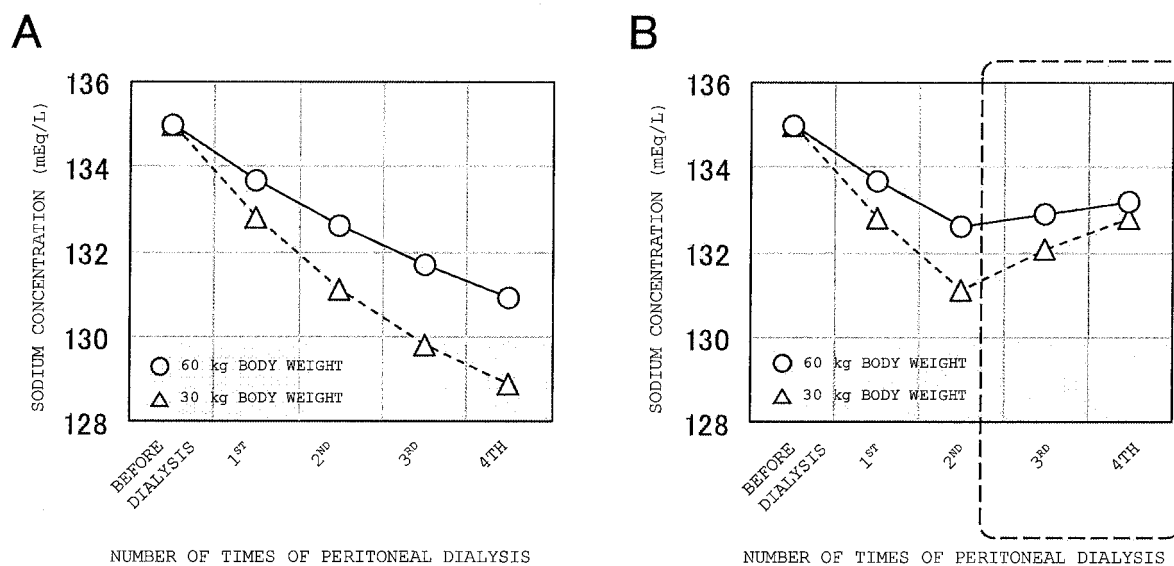 A
SODIUM CONCENTRATION (mEq/L)
136
134
132
130
128
60 kg BODY WEIGHT
30 kg BODY WEIGHT
BEFORE
DIALYSIS
1ST
2ND
3RD
4TH
NUMBER OF TIMES OF PERITONEAL DIALYSIS
B
SODIUM CONCENTRATION (mEq/L)
136
134
132
130
128
60 kg BODY WEIGHT
30 kg BODY WEIGHT
BEFORE
DIALYSIS
1ST
2ND
3RD
4TH
NUMBER OF TIMES OF PERITONEAL DIALYSIS